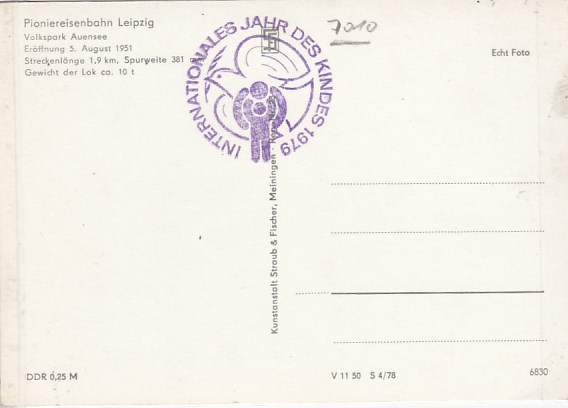 Pioniereisenbahn Leipzig
Volkspark Auensee
Eröffnung 5. August 1951
Streckenlänge 1,9 km, Spurweite 381
Gewicht der Lok ca. 10 t
INTERNATIONALES JAHR DES KINDES 1979
7010
Echt Foto
Kunstanstalt Straub & Fischer, Meiningen
DDR 0,25 M
V 11 50 S 4/78
6830